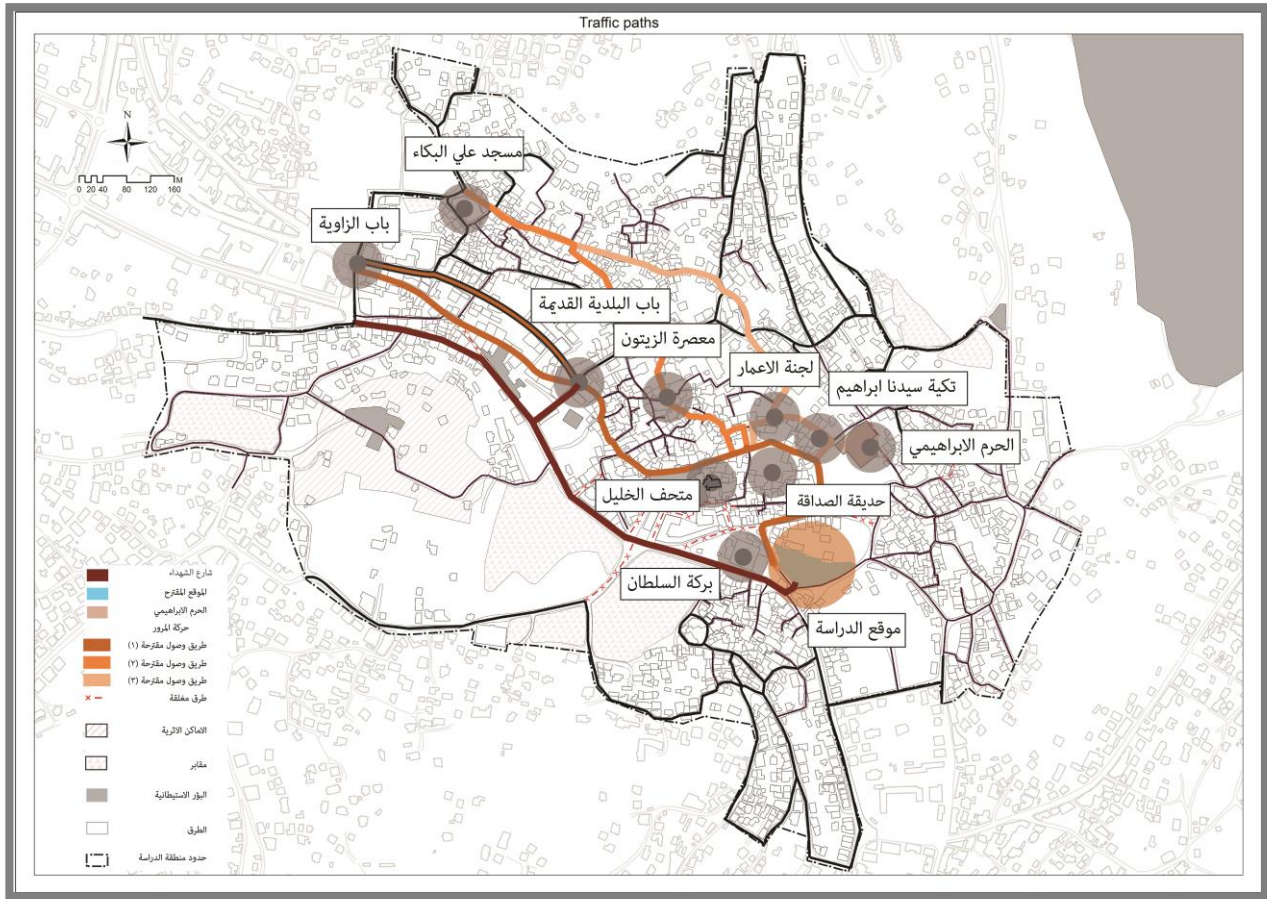 Traffic paths
N
0 20 40 80 120 160 M
مسجد علي البكاء
باب الزاوية
باب البلدية القديمة
معصرة الزيتون
لجنة الاعمار
تكية سيدنا ابراهيم
الحرم الابراهيمي
متحف الخليل
حديقة الصداقة
بركة السلطان
موقع الدراسة
شارع الشهداء
الموقع المقترح
الحرم الابراهيمي
حركة المرور
طريق وصول مقترحة (١)
طريق وصول مقترحة (٢)
طريق وصول مقترحة (٣)
طرق مغلقة
الاماكن الاثرية
مقابر
البؤر الاستيطانية
الطرق
حدود منطقة الدراسة